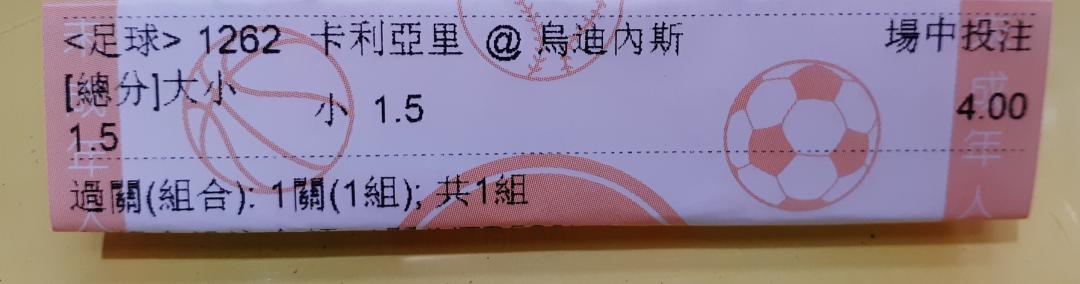 <足球> 1262 卡利亞里 @ 烏迪內斯 場中投注
[總分]大小 小 1.5 4.00
1.5
過關(組合): 1關(1組); 共1組